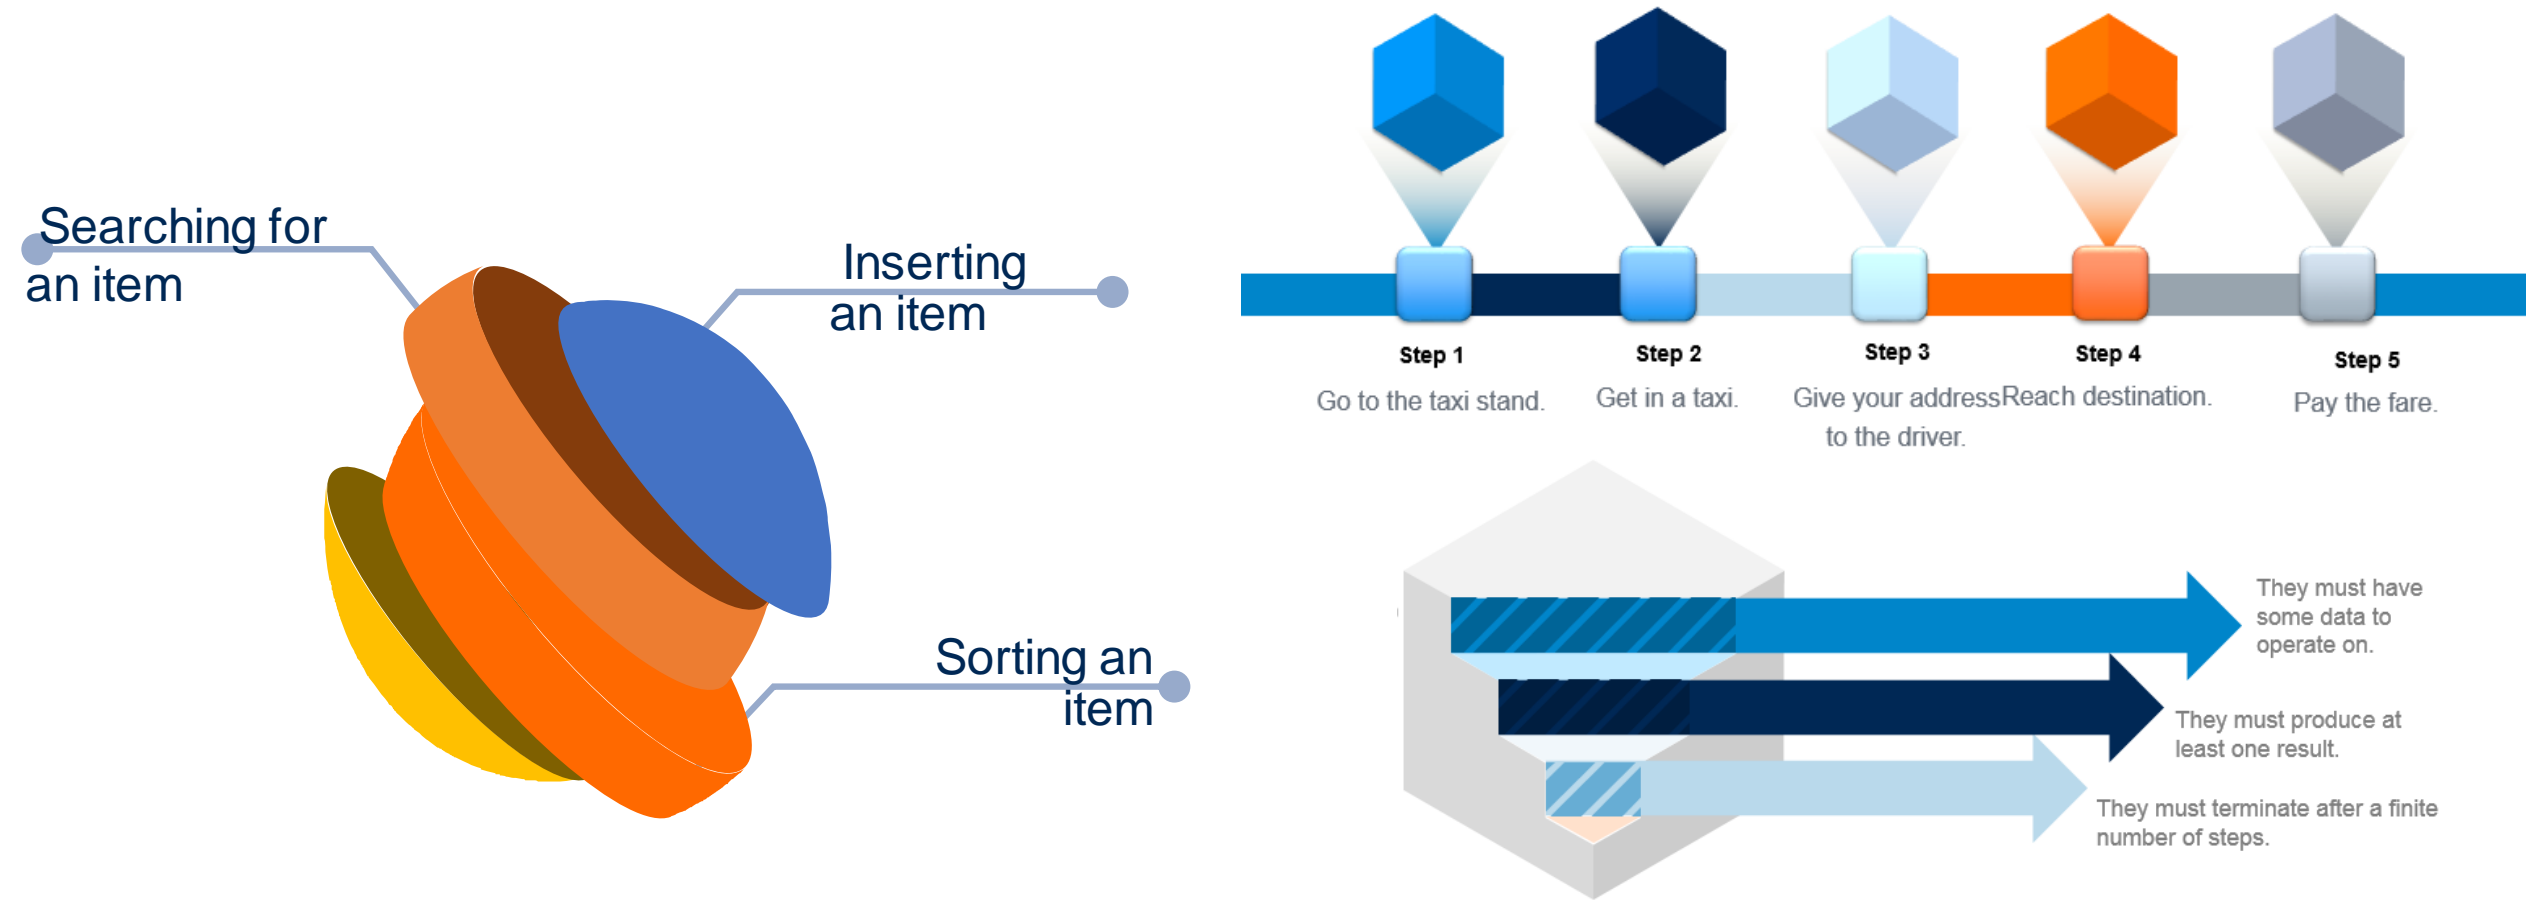 Searching for
an item
Inserting
an item
Sorting an
item
Step 1
Go to the taxi stand.
Step 2
Get in a taxi.
Step 3
Give your address
to the driver.
Step 4
Reach destination.
Step 5
Pay the fare.
They must have
some data to
operate on.
They must produce at
least one result.
They must terminate after a finite
number of steps.